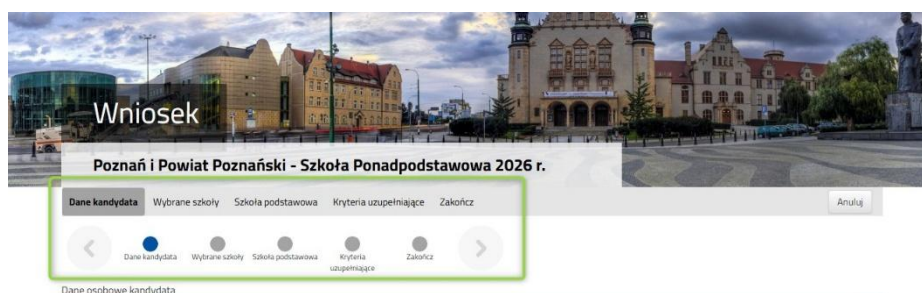 Wniosek
Poznań i Powiat Poznański - Szkoła Ponadpodstawowa 2026 r.
Dane kandydata Wybrane szkoły Szkoła podstawowa Kryteria uzupełniające Zakończ Anuluj
Dane kandydata Wybrane szkoły Szkoła podstawowa Kryteria Zakończ
uzupełniające
Dane osobowe kandydata